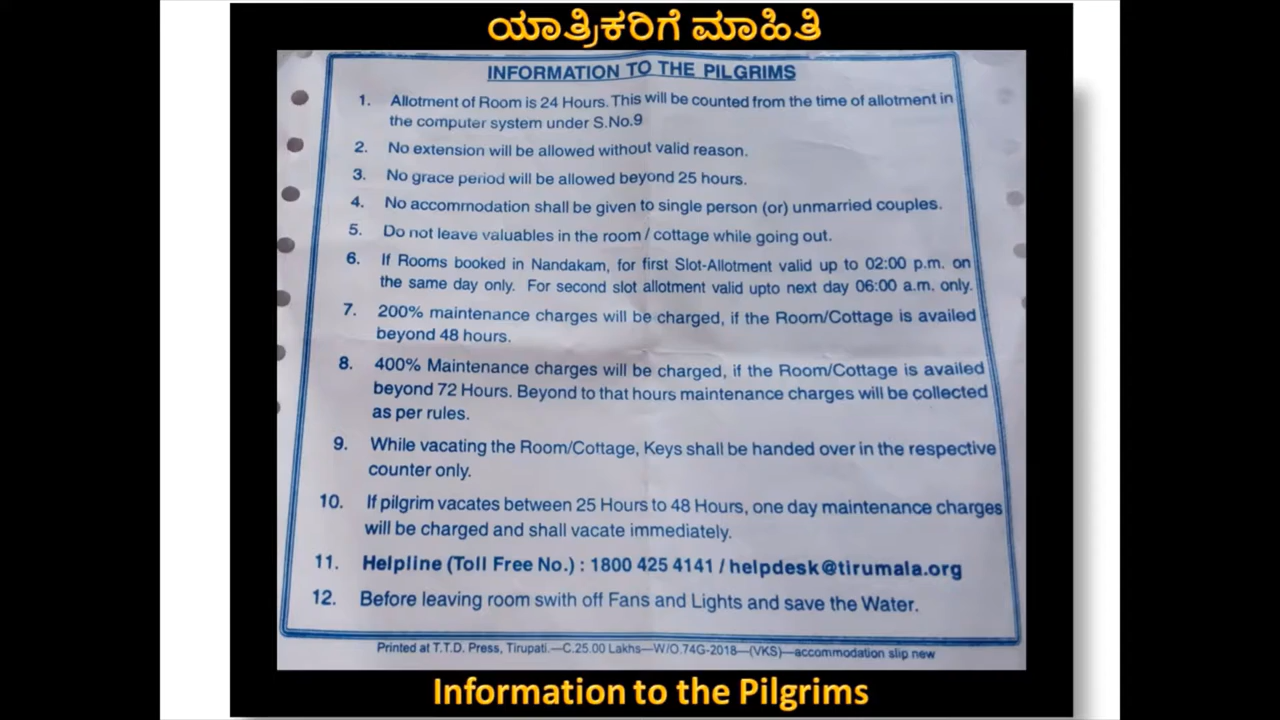 ಯಾತ್ರಿಕರಿಗೆ ಮಾಹಿತಿ
INFORMATION TO THE PILGRIMS
1. Allotment of Room is 24 Hours. This will be counted from the time of allotment in
the computer system under S.No.9
2. No extension will be allowed without valid reason.
3. No grace period will be allowed beyond 25 hours.
4. No accommodation shall be given to single person (or) unmarried couples.
5. Do not leave valuables in the room / cottage while going out.
6. If Rooms booked in Nandakam, for first Slot-Allotment valid up to 02:00 p.m. on
the same day only. For second slot allotment valid upto next day 06:00 a.m. only.
7. 200% maintenance charges will be charged, if the Room/Cottage is availed
beyond 48 hours.
8. 400% Maintenance charges will be charged, if the Room/Cottage is availed
beyond 72 Hours. Beyond to that hours maintenance charges will be collected
as per rules.
9. While vacating the Room/Cottage, Keys shall be handed over in the respective
counter only.
10. If pilgrim vacates between 25 Hours to 48 Hours, one day maintenance charges
will be charged and shall vacate immediately.
11. Helpline (Toll Free No.) : 1800 425 4141 / helpdesk@tirumala.org
12. Before leaving room swith off Fans and Lights and save the Water.
Printed at T.T.D. Press, Tirupati.—C.25.00 Lakhs—W/O.74G-2018—(VKS)—accommodation slip new
Information to the Pilgrims